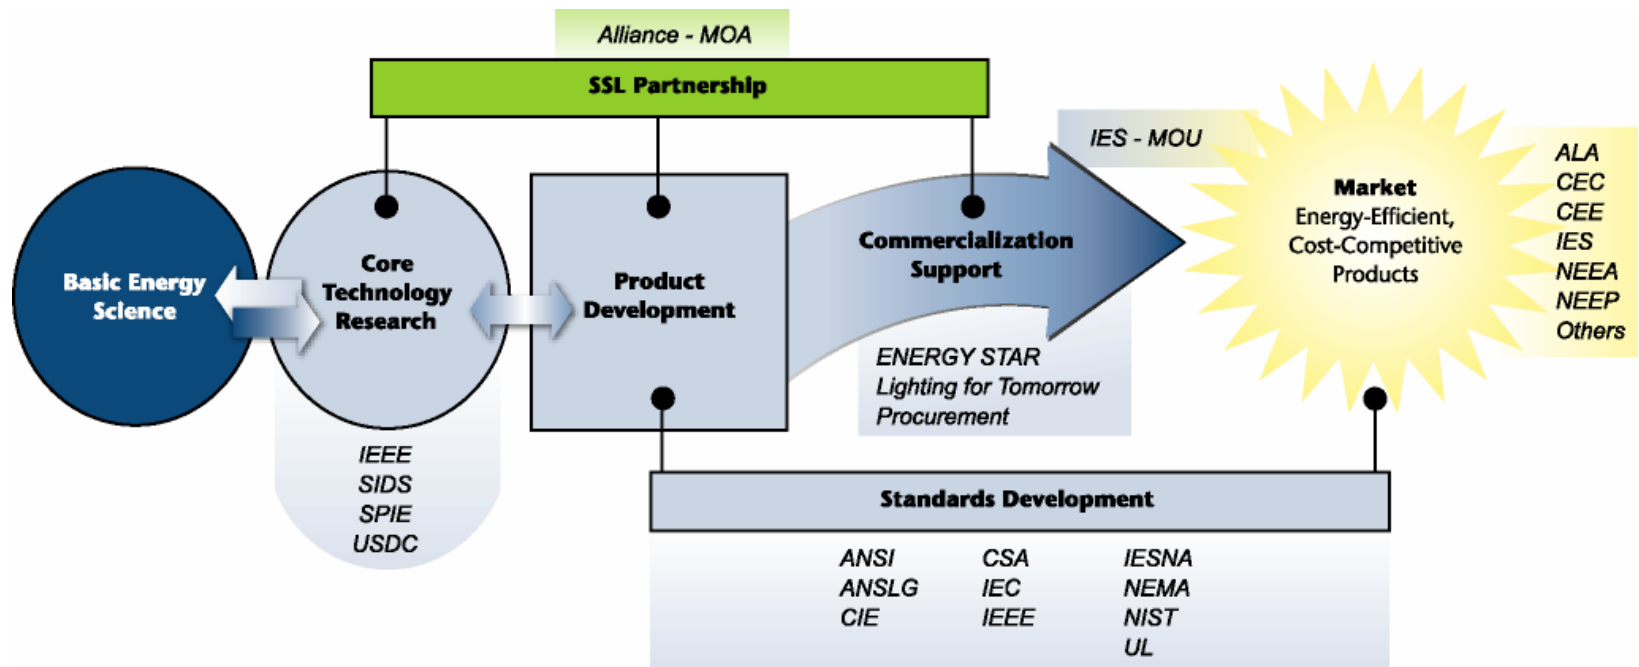 Alliance - MOA
SSL Partnership
IES - MOU
Basic Energy
Science
Core
Technology
Research
Product
Development
Commercialization
Support
Market
Energy-Efficient,
Cost-Competitive
Products
ALA
CEC
CEE
IES
NEEA
NEEP
Others
ENERGY STAR
Lighting for Tomorrow
Procurement
IEEE
SIDS
SPIE
USDC
Standards Development
ANSI
ANSLG
CIE
CSA
IEC
IEEE
IESNA
NEMA
NIST
UL